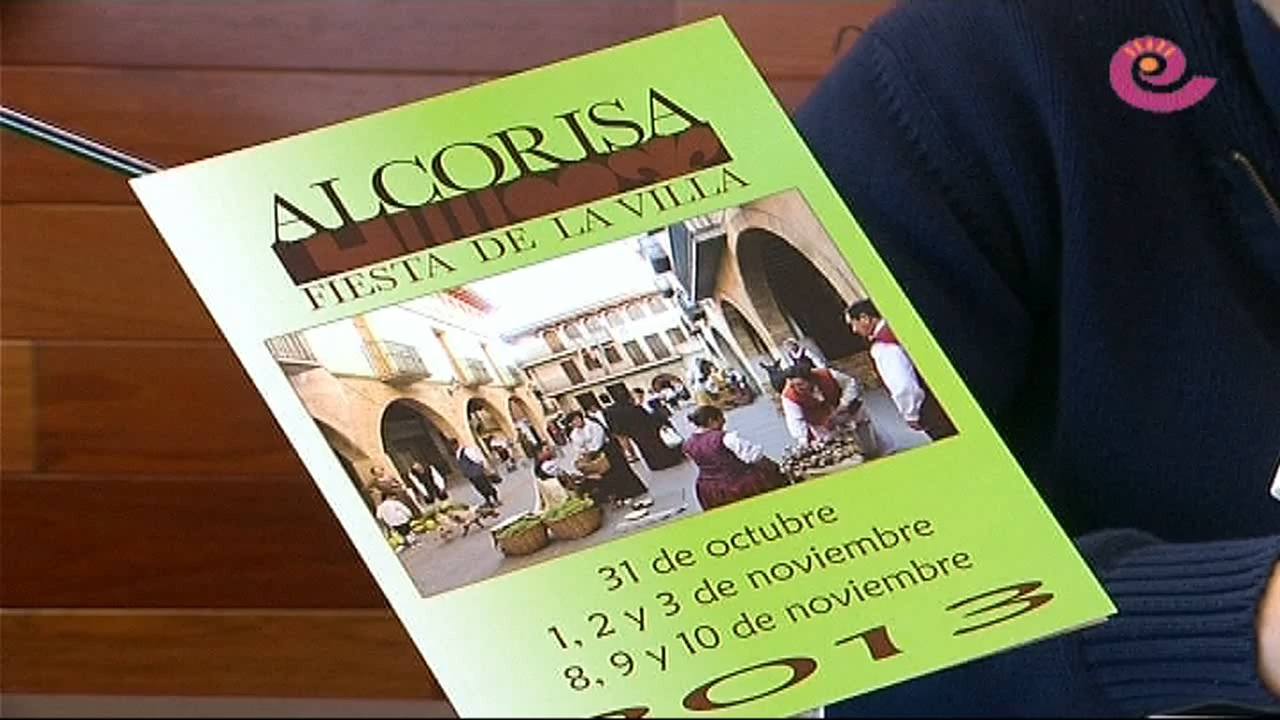 ALCORISA
FIESTA DE LA VILLA
31 de octubre
1, 2 y 3 de noviembre
8, 9 y 10 de noviembre
2013